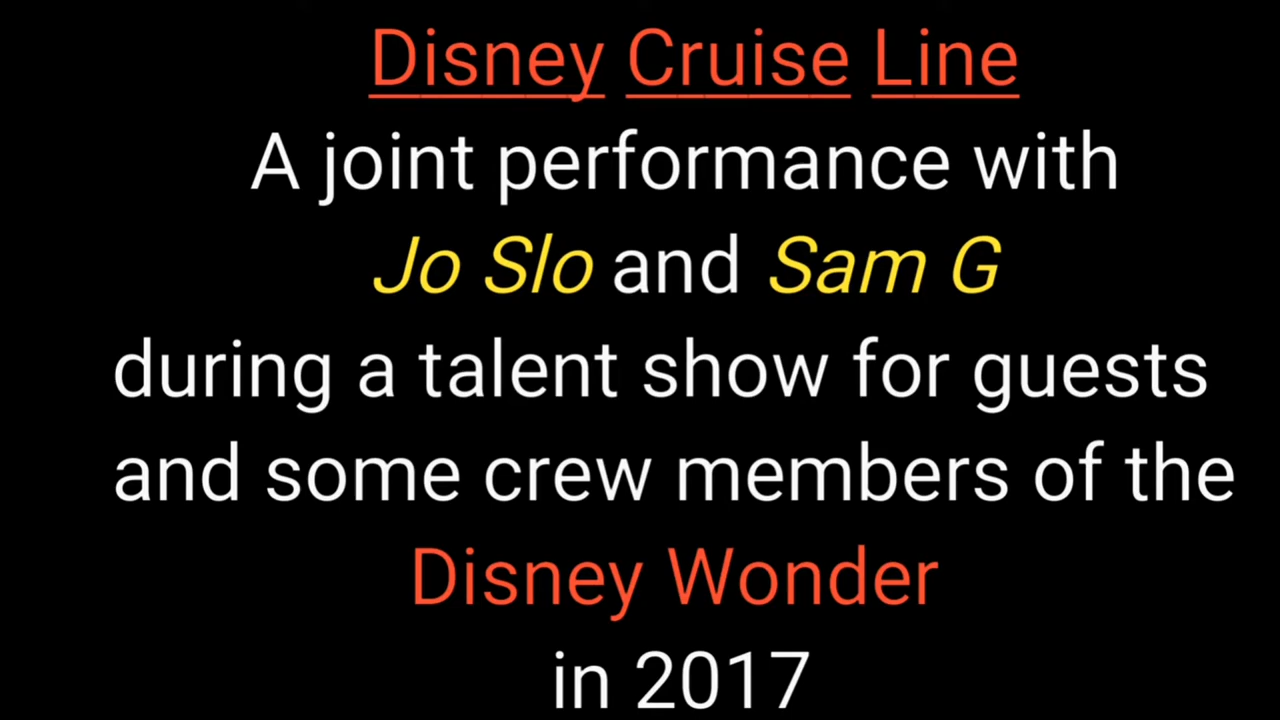 Disney Cruise Line
A joint performance with
Jo Slo and Sam G
during a talent show for guests
and some crew members of the
Disney Wonder
in 2017